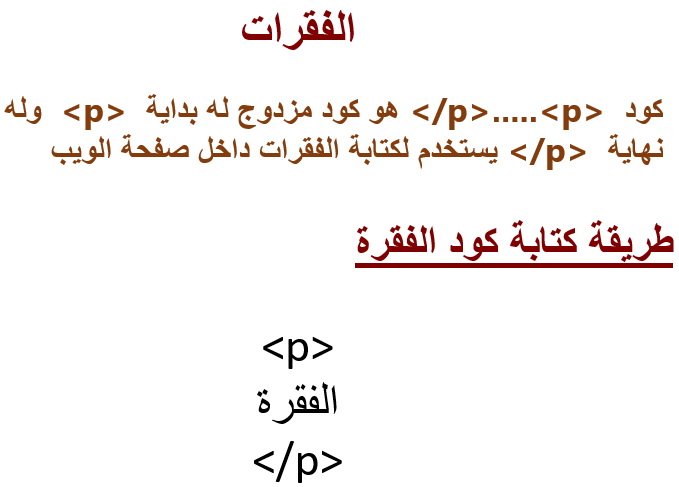 الفقرات
كود <p>.....</p> هو كود مزدوج له بداية <p> وله
نهاية </p> يستخدم لكتابة الفقرات داخل صفحة الويب
طريقة كتابة كود الفقرة
<p>
الفقرة
</p>